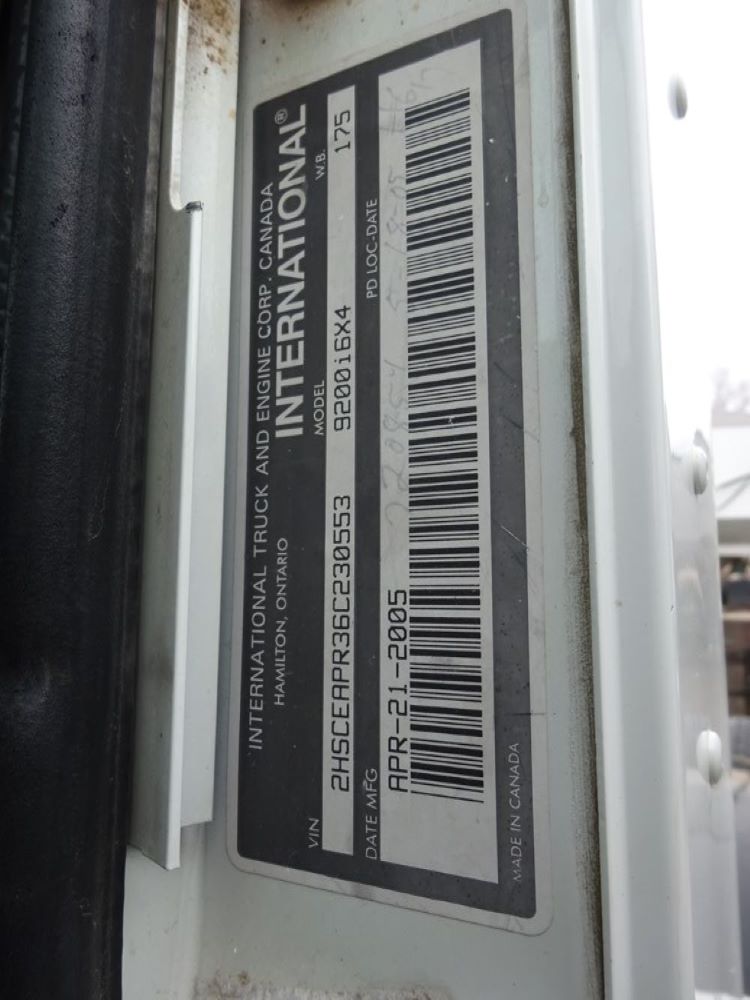 INTERNATIONAL TRUCK AND ENGINE CORP. CANADA
HAMILTON, ONTARIO
INTERNATIONAL®
VIN MODEL W.B.
2HSCEAPR36C230553 9200i6X4 175
DATE MFG PD LOC-DATE
APR-21-2005
MADE IN CANADA